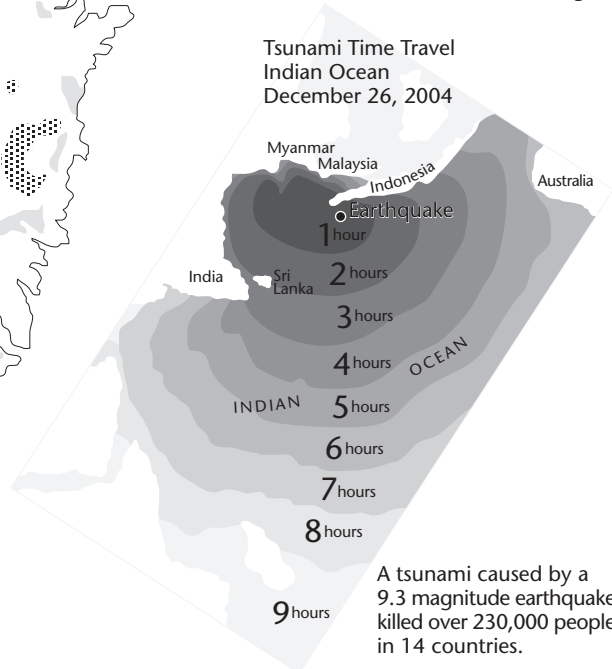 Tsunami Time Travel
Indian Ocean
December 26, 2004
Myanmar
Malaysia
Indonesia
Australia
Earthquake
1 hour
India
Sri
Lanka
2 hours
3 hours
4 hours
OCEAN
INDIAN
5 hours
6 hours
7 hours
8 hours
9 hours
A tsunami caused by a
9.3 magnitude earthquake
killed over 230,000 people
in 14 countries.